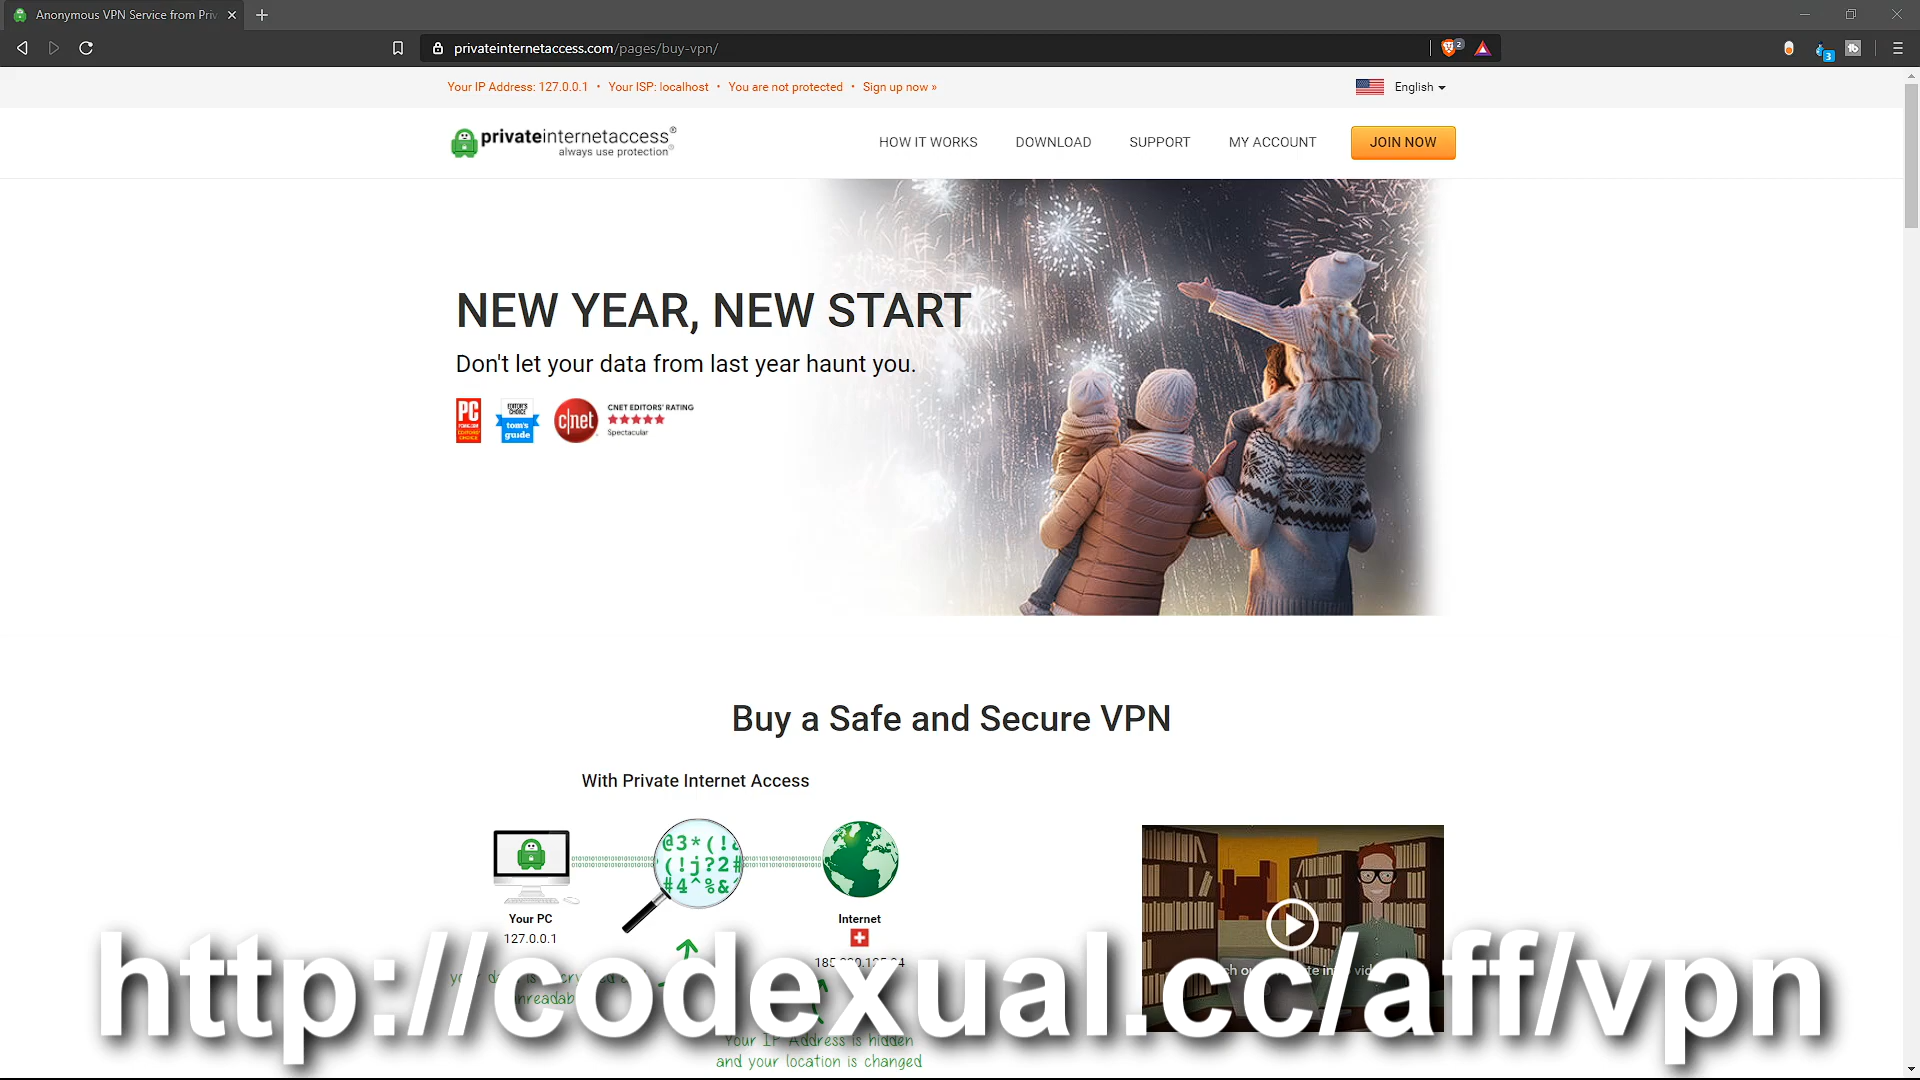 Anonymous VPN Service from Priv
privateinternetaccess.com/pages/buy-vpn/
2
3
Your IP Address: 127.0.0.1 • Your ISP: localhost • You are not protected • Sign up now »
English
privateinternetaccess®
always use protection®
HOW IT WORKS
DOWNLOAD
SUPPORT
MY ACCOUNT
JOIN NOW
NEW YEAR, NEW START
Don't let your data from last year haunt you.
PC
EDITOR'S CHOICE
tom's guide
c|net
CNET EDITORS' RATING
Spectacular
Buy a Safe and Secure VPN
With Private Internet Access
@3*(!
(!j?2#
#4^%&
Your PC
127.0.0.1
Internet
http://codexual.cc/aff/vpn
Your IP Address is hidden
and your location is changed